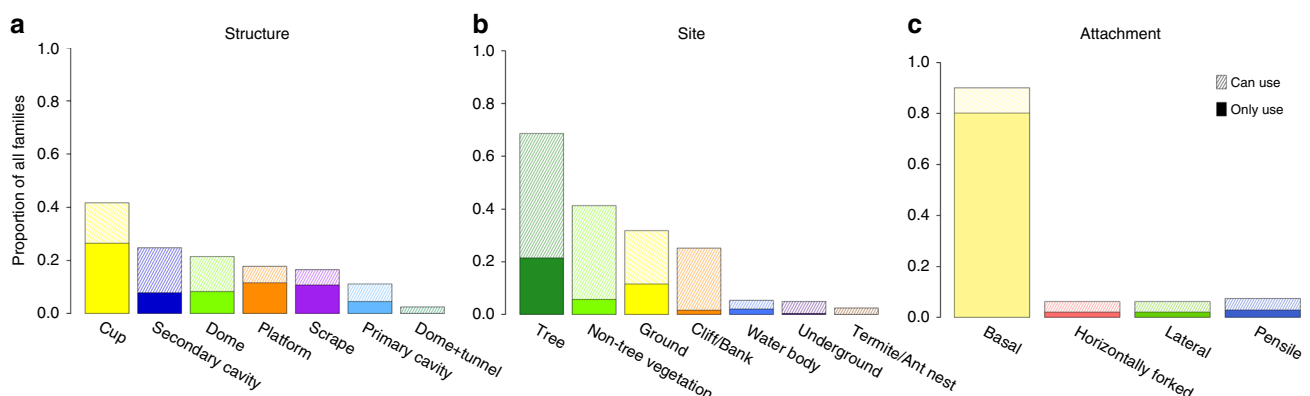 a
Structure
Proportion of all families
1.0
0.8
0.6
0.4
0.2
0.0
Cup
Secondary cavity
Dome
Platform
Scrape
Primary cavity
Dome+tunnel
b
Site
1.0
0.8
0.6
0.4
0.2
0.0
Tree
Non-tree vegetation
Ground
Cliff/Bank
Water body
Underground
Termite/Ant nest
c
Attachment
1.0
0.8
0.6
0.4
0.2
0.0
Can use
Only use
Basal
Horizontally forked
Lateral
Pensile